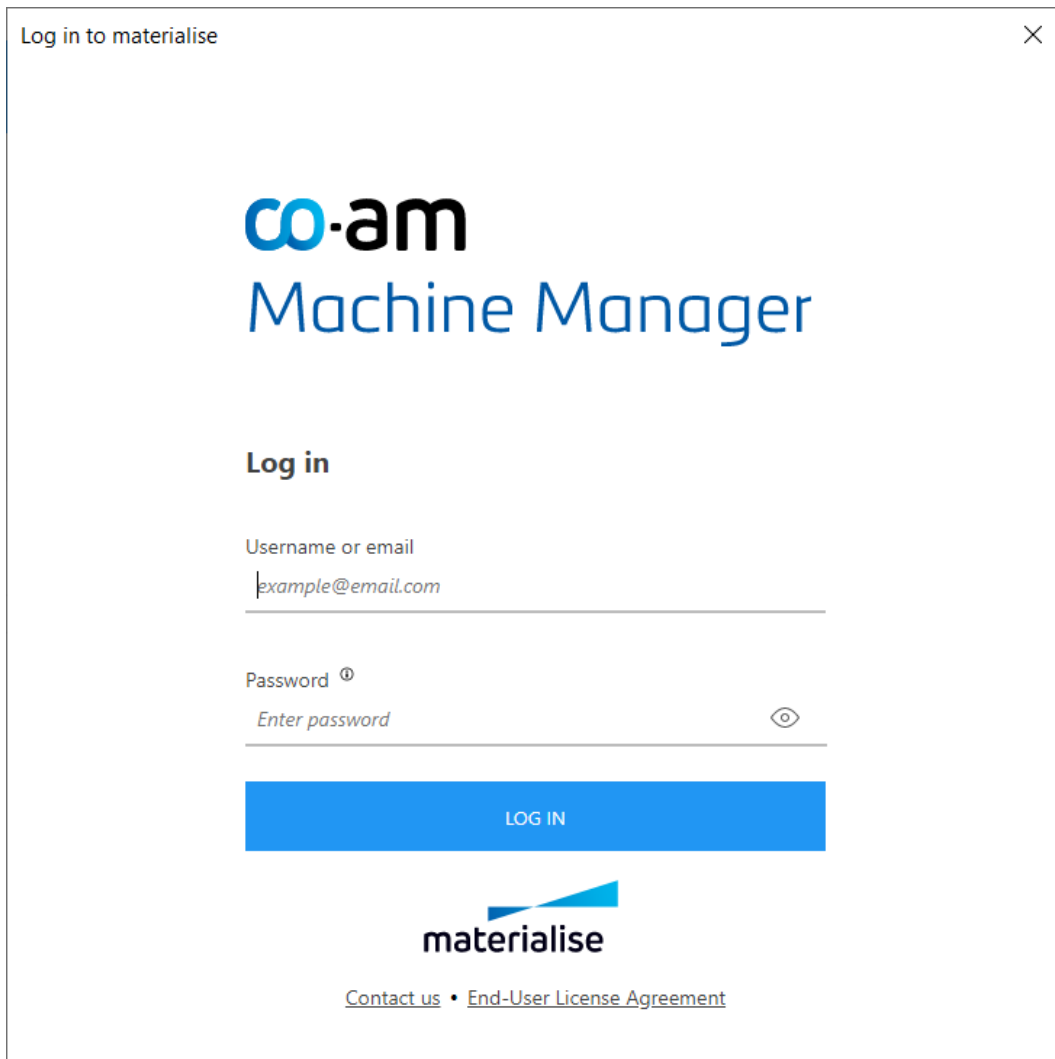 Log in to materialise
co-am
Machine Manager
Log in
Username or email
example@email.com
Password
Enter password
LOG IN
materialise
Contact us • End-User License Agreement